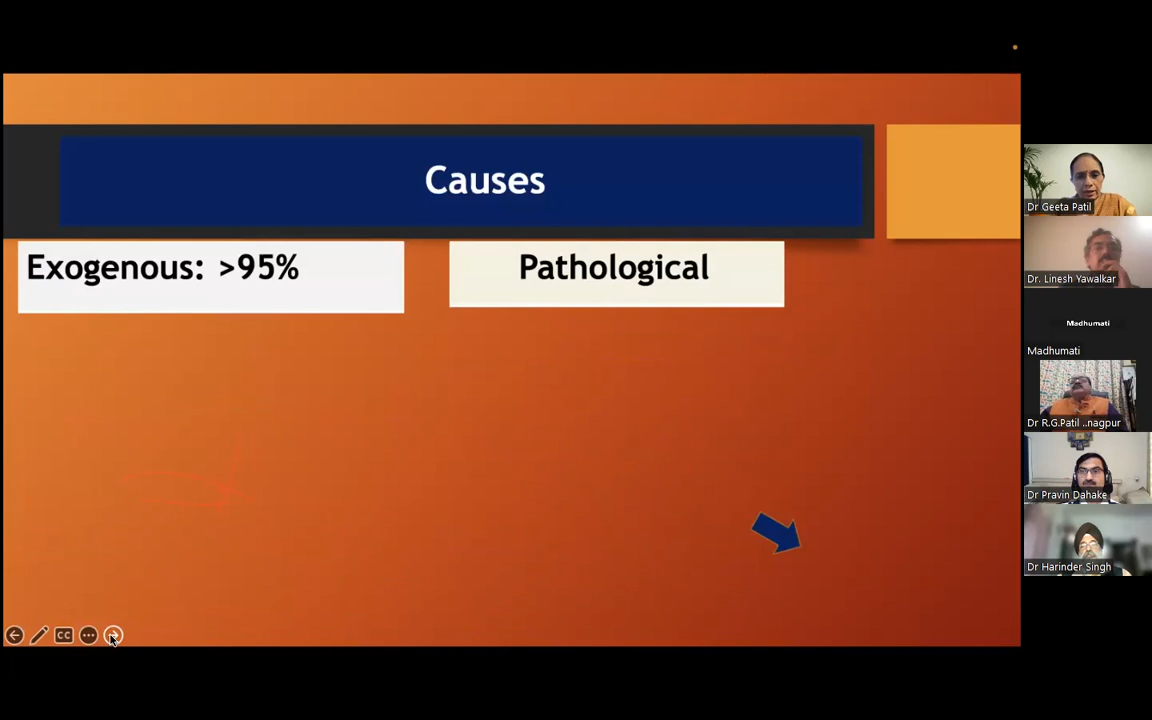 Causes
Exogenous: >95%
Pathological
Dr Geeta Patil
Dr. Linesh Yawalkar
Madhumati
Madhumati
Dr R.G.Patil ..nagpur
Dr Pravin Dahake
Dr Harinder Singh
CC